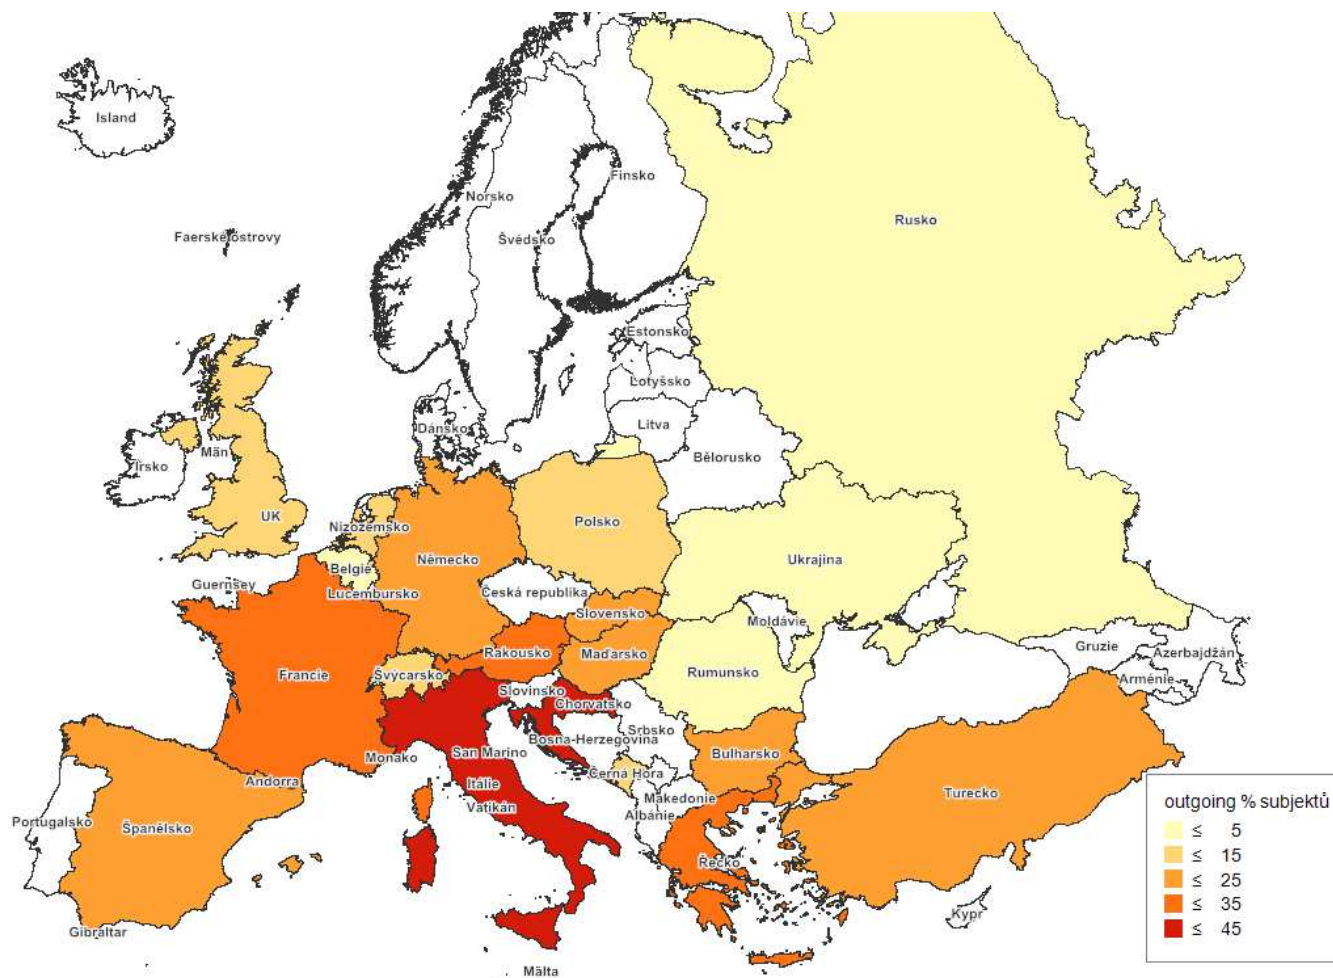 Island
Finsko
Norsko
Rusko
Švédsko
Faerské ostrovy
Estonsko
Lotyšsko
Litva
Dánsko
Män
Bělorusko
Irsko
UK
Polsko
Nizozemsko
Německo
Ukrajina
Belgie
Guernsey
Lucembursko
Česká republika
Slovensko
Moldávie
Gruzie
Rakousko
Maďarsko
Azerbajdžán
Francie
Švýcarsko
Rumunsko
Arménie
Slovinsko
Chorvatsko
Srbsko
Bosna-Herzegovina
San Marino
Monako
Bulharsko
Černá Hora
Andorra
Itálie
Turecko
Makedonie
Vatikán
Albánie
Portugalsko
Španělsko
Řecko
Kypr
Gibraltar
Mälta
outgoing % subjektů
≤ 5
≤ 15
≤ 25
≤ 35
≤ 45